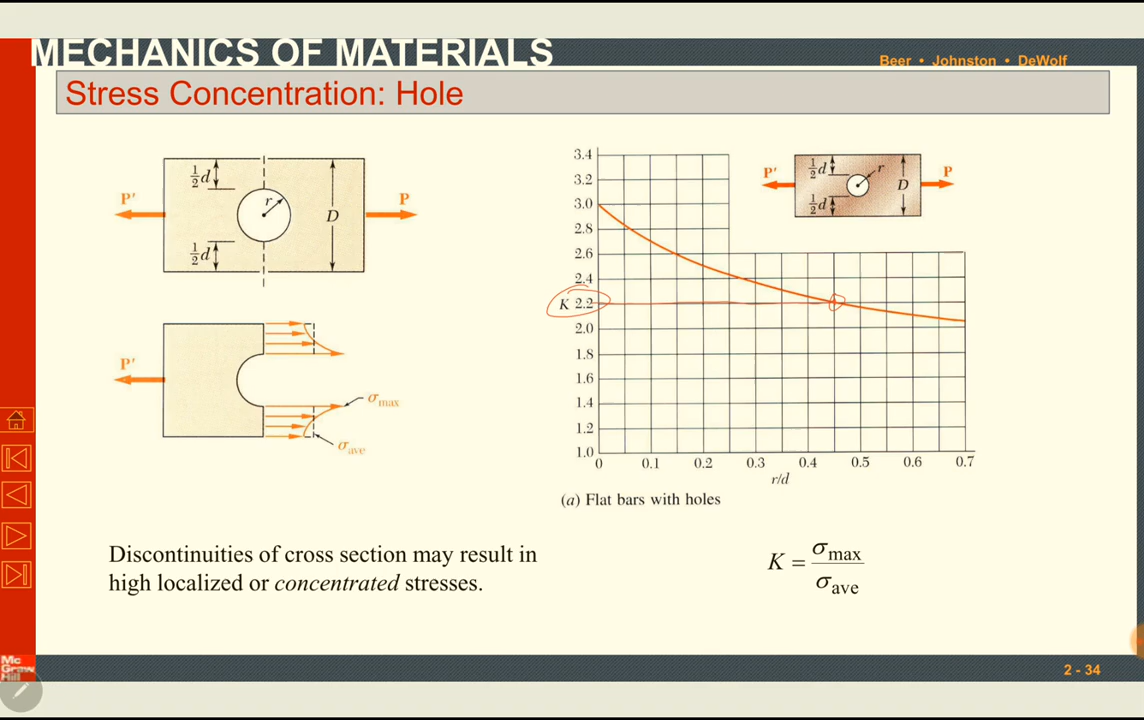 MECHANICS OF MATERIALS
Beer • Johnston • DeWolf
Stress Concentration: Hole
½d
r
P'
P
D
½d
P'
σmax
σave
3.4
3.2
3.0
2.8
2.6
2.4
K 2.2
2.0
1.8
1.6
1.4
1.2
1.0
0 0.1 0.2 0.3 0.4 0.5 0.6 0.7
r/d
½d
r
P'
D
P
½d
(a) Flat bars with holes
Discontinuities of cross section may result in
high localized or concentrated stresses.
K = σmax / σave
Mc
Graw
Hill
2 - 34